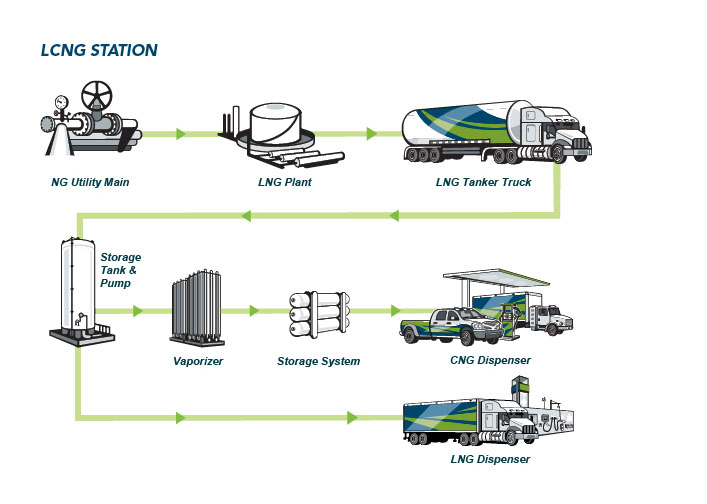 LCNG STATION
NG Utility Main
LNG Plant
LNG Tanker Truck
Storage
Tank &
Pump
Vaporizer
Storage System
CNG Dispenser
LNG Dispenser